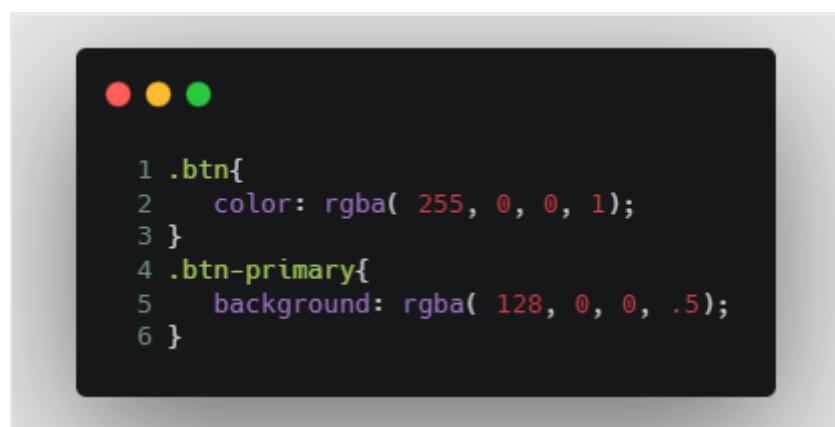 1 .btn{
2    color: rgba( 255, 0, 0, 1);
3 }
4 .btn-primary{
5    background: rgba( 128, 0, 0, .5);
6 }